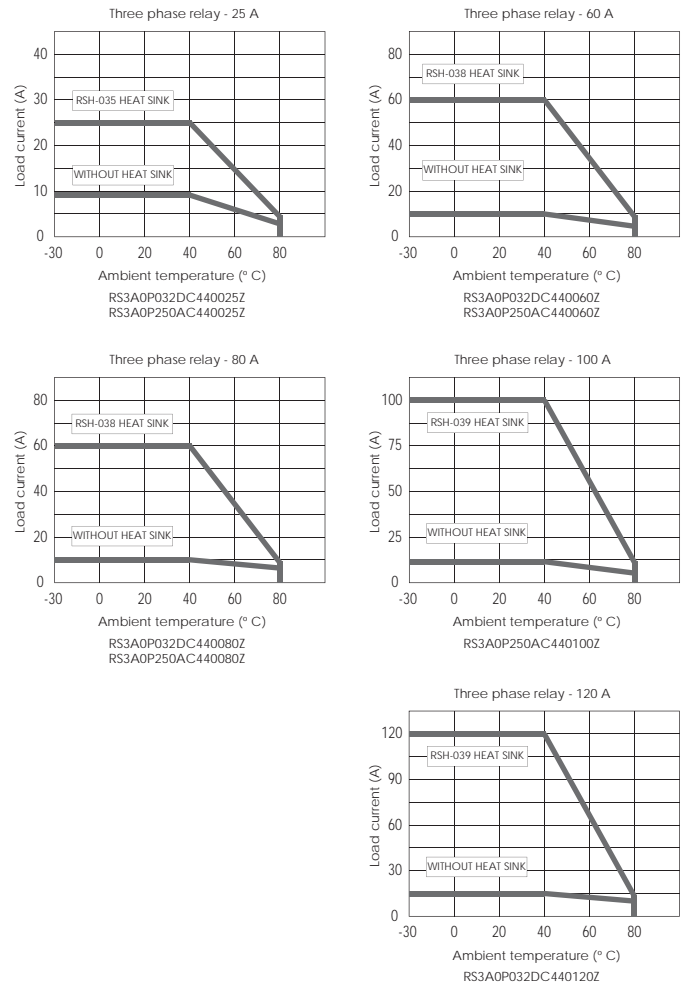 Three phase relay - 25 A
40
30
20
10
0
-30 0 20 40 60 80
Load current (A)
RSH-035 HEAT SINK
WITHOUT HEAT SINK
Ambient temperature (° C)
RS3A0P032DC440025Z
RS3A0P250AC440025Z
Three phase relay - 60 A
80
60
40
20
0
-30 0 20 40 60 80
Load current (A)
RSH-038 HEAT SINK
WITHOUT HEAT SINK
Ambient temperature (° C)
RS3A0P032DC440060Z
RS3A0P250AC440060Z
Three phase relay - 80 A
80
60
40
20
0
-30 0 20 40 60 80
Load current (A)
RSH-038 HEAT SINK
WITHOUT HEAT SINK
Ambient temperature (° C)
RS3A0P032DC440080Z
RS3A0P250AC440080Z
Three phase relay - 100 A
100
75
50
25
0
-30 0 20 40 60 80
Load current (A)
RSH-039 HEAT SINK
WITHOUT HEAT SINK
Ambient temperature (° C)
RS3A0P250AC440100Z
Three phase relay - 120 A
120
90
60
30
0
-30 0 20 40 60 80
Load current (A)
RSH-039 HEAT SINK
WITHOUT HEAT SINK
Ambient temperature (° C)
RS3A0P032DC440120Z